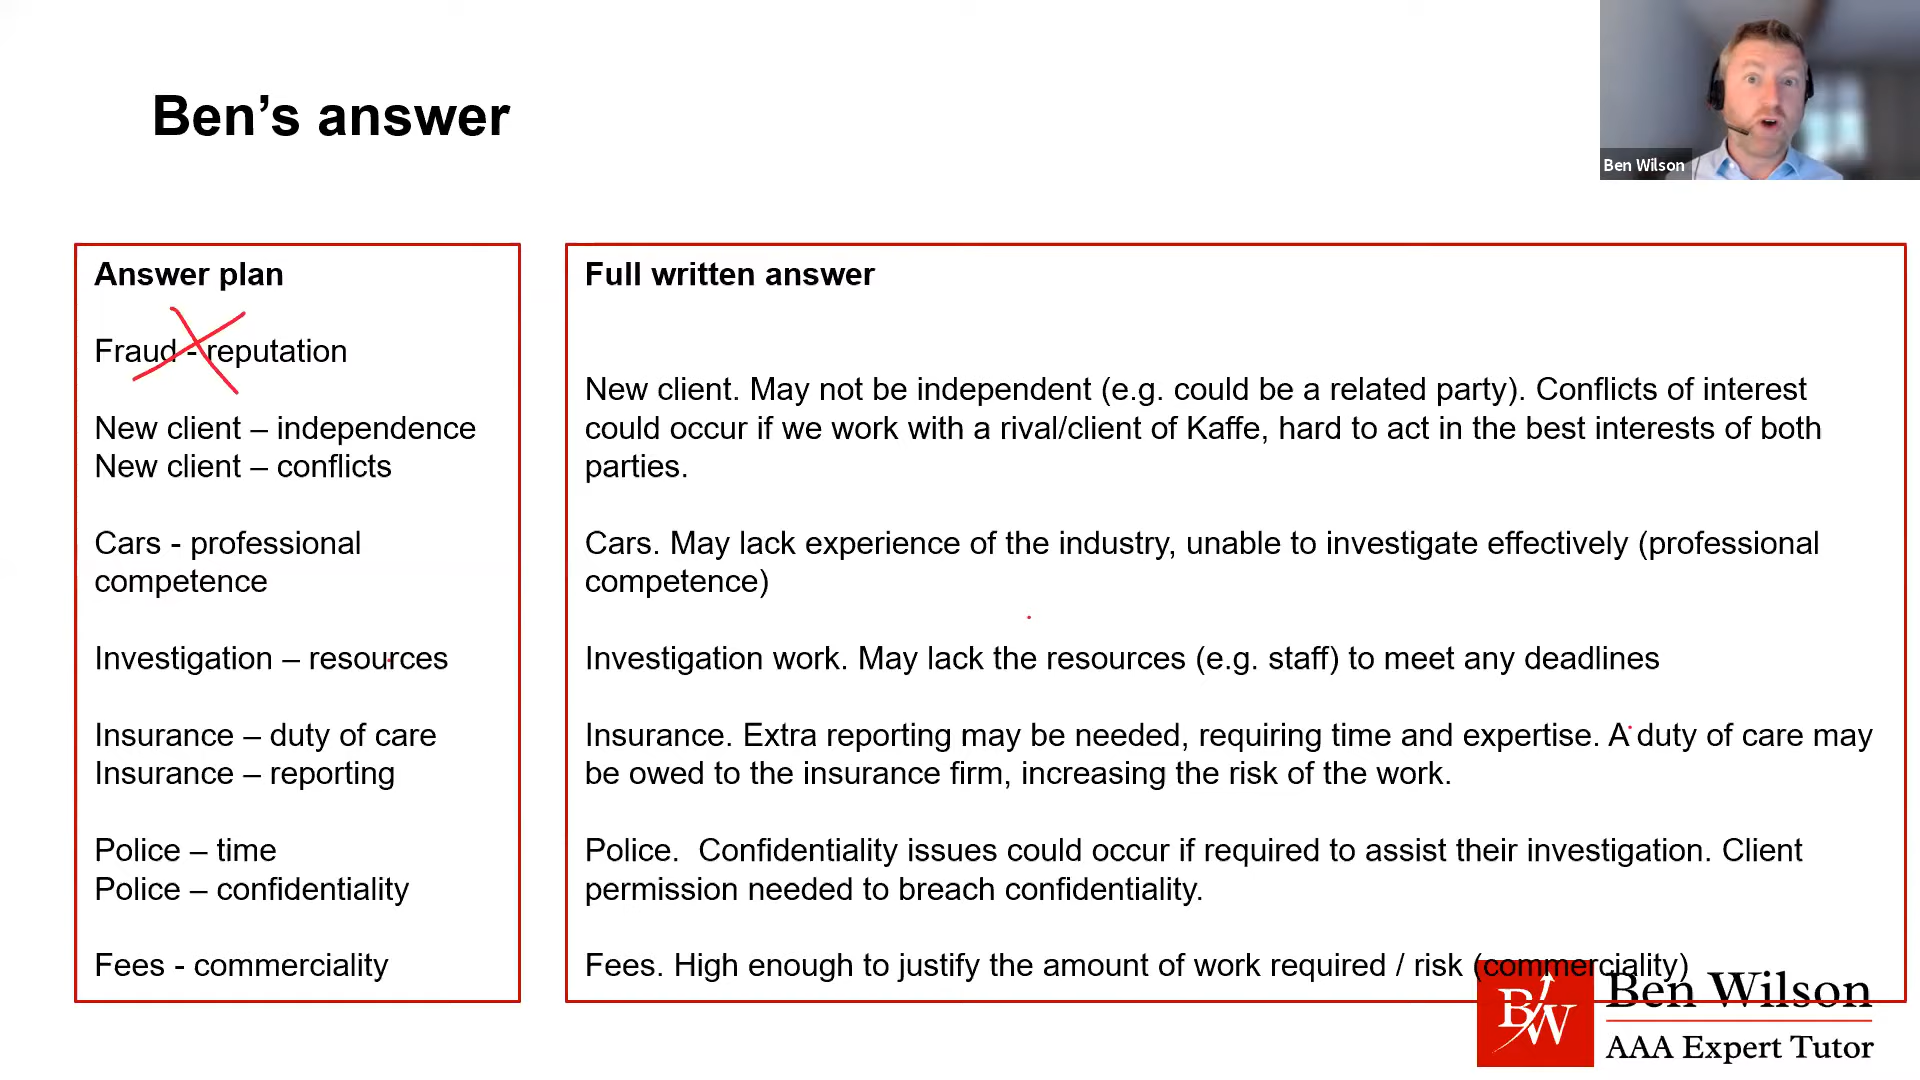 Ben’s answer
Ben Wilson
Answer plan
Fraud - reputation
New client – independence
New client – conflicts
Cars - professional
competence
Investigation – resources
Insurance – duty of care
Insurance – reporting
Police – time
Police – confidentiality
Fees - commerciality
Full written answer
New client. May not be independent (e.g. could be a related party). Conflicts of interest
could occur if we work with a rival/client of Kaffe, hard to act in the best interests of both
parties.
Cars. May lack experience of the industry, unable to investigate effectively (professional
competence)
Investigation work. May lack the resources (e.g. staff) to meet any deadlines
Insurance. Extra reporting may be needed, requiring time and expertise. A duty of care may
be owed to the insurance firm, increasing the risk of the work.
Police.  Confidentiality issues could occur if required to assist their investigation. Client
permission needed to breach confidentiality.
Fees. High enough to justify the amount of work required / risk (commerciality)
BW
Ben Wilson
AAA Expert Tutor